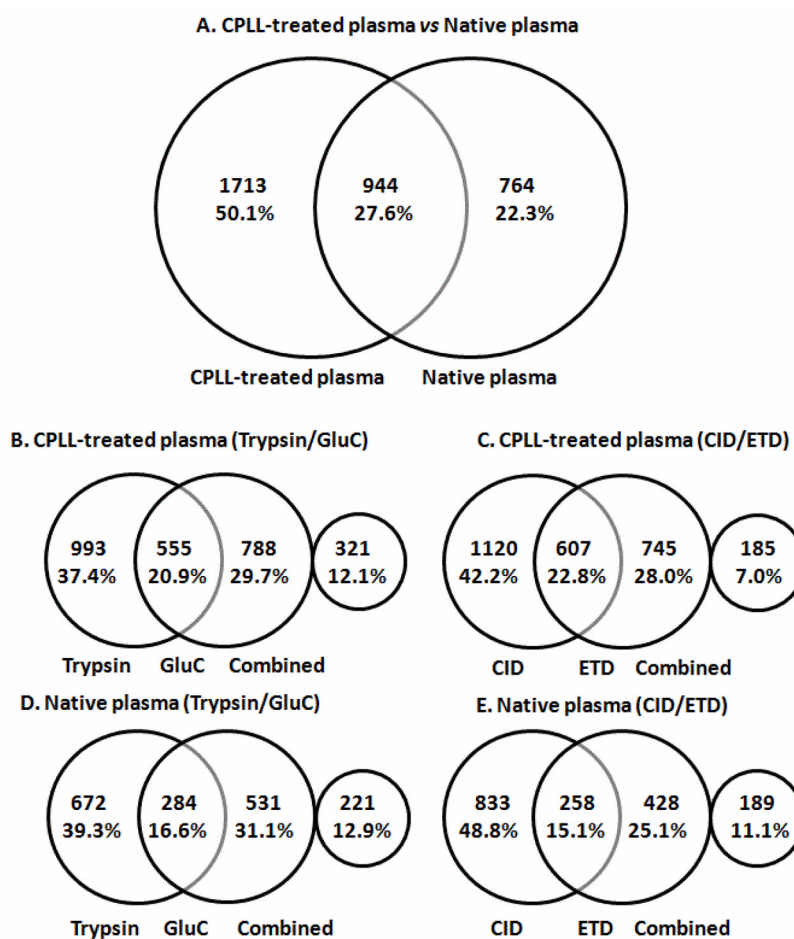 A. CPLL-treated plasma vs Native plasma
1713 944 764
50.1% 27.6% 22.3%
CPLL-treated plasma Native plasma
B. CPLL-treated plasma (Trypsin/GluC)
993 555 788 321
37.4% 20.9% 29.7% 12.1%
Trypsin GluC Combined
C. CPLL-treated plasma (CID/ETD)
1120 607 745 185
42.2% 22.8% 28.0% 7.0%
CID ETD Combined
D. Native plasma (Trypsin/GluC)
672 284 531 221
39.3% 16.6% 31.1% 12.9%
Trypsin GluC Combined
E. Native plasma (CID/ETD)
833 258 428 189
48.8% 15.1% 25.1% 11.1%
CID ETD Combined